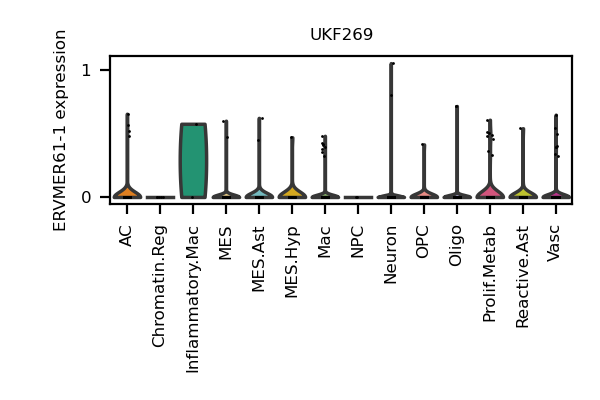 UKF269
ERVMER61-1 expression
1
0
AC
Chromatin.Reg
Inflammatory.Mac
MES
MES.Ast
MES.Hyp
Mac
NPC
Neuron
OPC
Oligo
Prolif.Metab
Reactive.Ast
Vasc